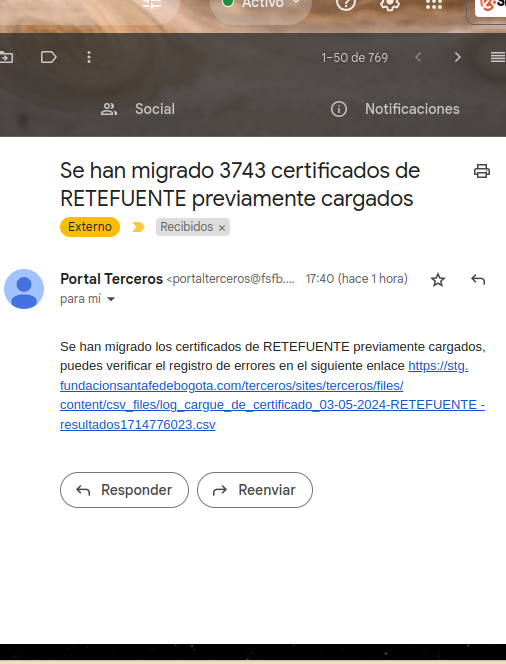 Activo
1–50 de 769
Social
Notificaciones
Se han migrado 3743 certificados de
RETEFUENTE previamente cargados
Externo
Recibidos ×
Portal Terceros <portalterceros@fsfb.... 17:40 (hace 1 hora)
para mí
Se han migrado los certificados de RETEFUENTE previamente cargados,
puedes verificar el registro de errores en el siguiente enlace https://stg.
fundacionsantafedebogota.com/terceros/sites/terceros/files/
content/csv_files/log_cargue_de_certificado_03-05-2024-RETEFUENTE -
resultados1714776023.csv
Responder
Reenviar